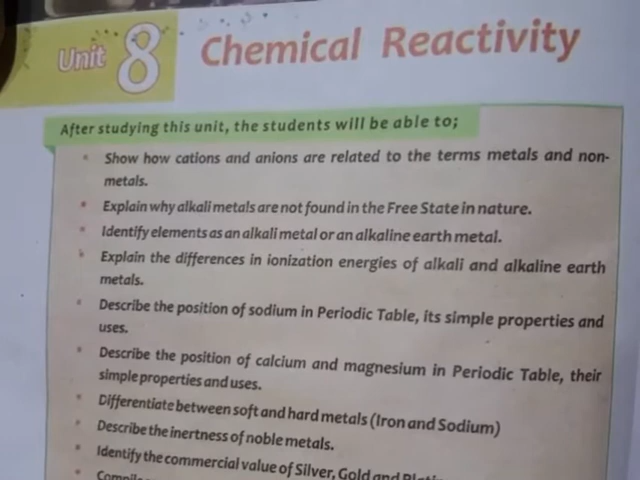 Unit 8 Chemical Reactivity
After studying this unit, the students will be able to;
• Show how cations and anions are related to the terms metals and non-
metals.
• Explain why alkali metals are not found in the Free State in nature.
• Identify elements as an alkali metal or an alkaline earth metal.
• Explain the differences in ionization energies of alkali and alkaline earth
metals.
• Describe the position of sodium in Periodic Table, its simple properties and
uses.
• Describe the position of calcium and magnesium in Periodic Table, their
simple properties and uses.
• Differentiate between soft and hard metals (Iron and Sodium)
• Describe the inertness of noble metals.
• Identify the commercial value of Silver, Gold and